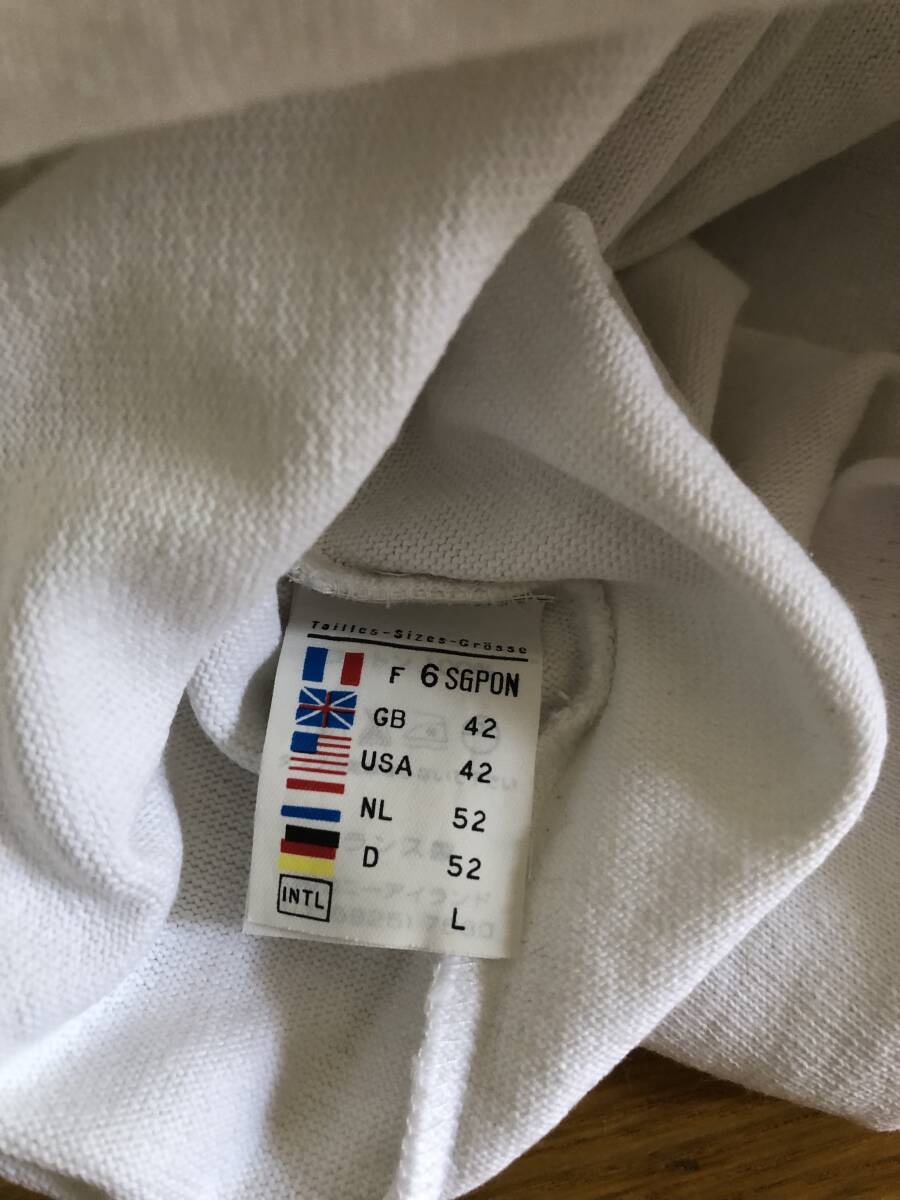 Tailles-Sizes-Grösse
F 6 SGPON
GB 42
USA 42
NL 52
D 52
INTL L